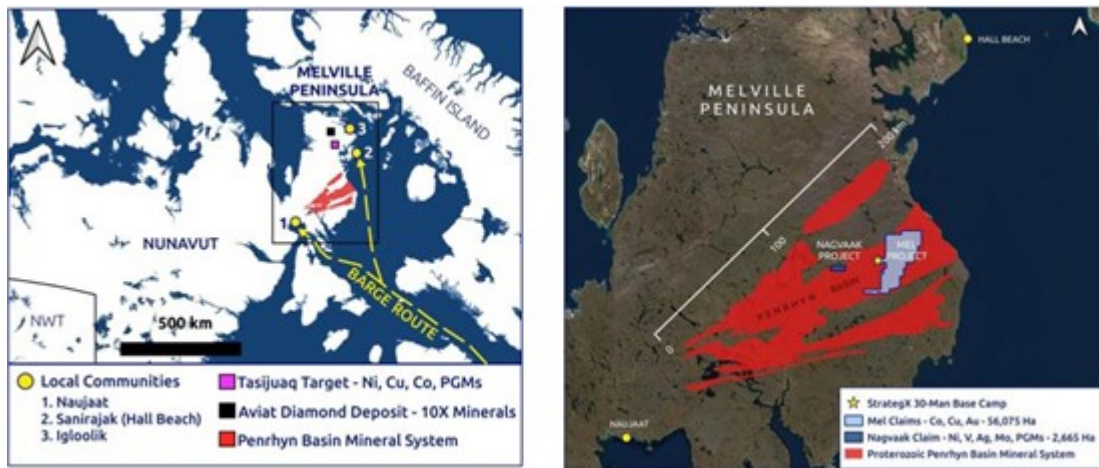 MELVILLE
PENINSULA
BAFFIN ISLAND
3
2
1
NUNAVUT
NWT
BARGE ROUTE
500 km
Local Communities
1. Naujaat
2. Sanirajak (Hall Beach)
3. Igloolik
Tasijuaq Target - Ni, Cu, Co, PGMs
Aviat Diamond Deposit - 10X Minerals
Penrhyn Basin Mineral System
HALL BEACH
MELVILLE
PENINSULA
100
0
NAGVAAK
PROJECT
MEL
PROJECT
PENRHYN BASIN
NAUJAAT
StrategX 30-Man Base Camp
Mel Claims - Co, Cu, Au - 56,075 Ha
Nagvaak Claim - Ni, V, Ag, Mo, PGMs - 2,665 Ha
Proterozoic Penrhyn Basin Mineral System